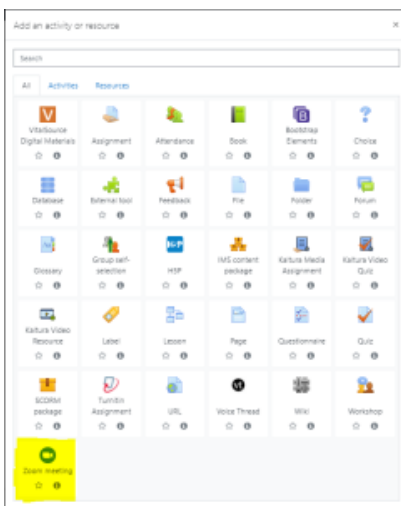 Add an activity or resource ×
Search
All Activities Resources
VitalSource
Digital Materials
Assignment
Attendance
Book
Bootstrap
Elements
Choice
Database
External tool
Feedback
File
Folder
Forum
Glossary
Group self-
selection
H5P
IMS content
package
Kaltura Media
Assignment
Kaltura Video
Quiz
Kaltura Video
Resource
Label
Lesson
Page
Questionnaire
Quiz
SCORM
package
Turnitin
Assignment
URL
Voice Thread
Wiki
Workshop
Zoom meeting